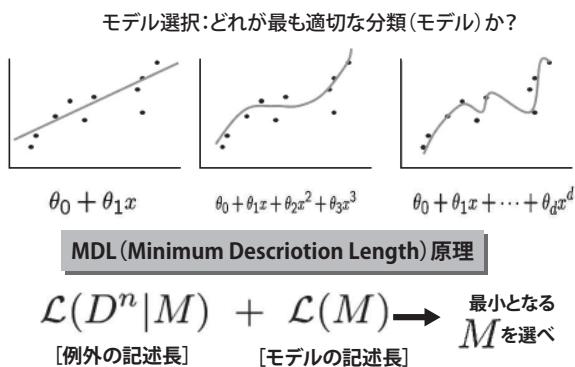 モデル選択:どれが最も適切な分類(モデル)か?
θ₀ + θ₁x
θ₀ + θ₁x + θ₂x² + θ₃x³
θ₀ + θ₁x + ⋯ + θ_d x^d
MDL(Minimum Descriotion Length)原理
ℒ(Dⁿ|M) + ℒ(M)
[例外の記述長]
[モデルの記述長]
最小となる
Mを選べ